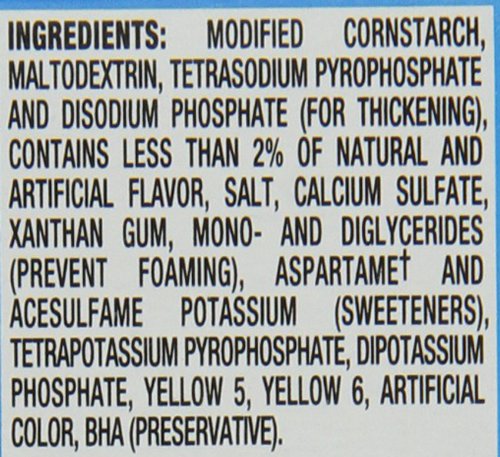 INGREDIENTS: MODIFIED CORNSTARCH,
MALTODEXTRIN, TETRASODIUM PYROPHOSPHATE
AND DISODIUM PHOSPHATE (FOR THICKENING),
CONTAINS LESS THAN 2% OF NATURAL AND
ARTIFICIAL FLAVOR, SALT, CALCIUM SULFATE,
XANTHAN GUM, MONO- AND DIGLYCERIDES
(PREVENT FOAMING), ASPARTAME† AND
ACESULFAME POTASSIUM (SWEETENERS),
TETRAPOTASSIUM PYROPHOSPHATE, DIPOTASSIUM
PHOSPHATE, YELLOW 5, YELLOW 6, ARTIFICIAL
COLOR, BHA (PRESERVATIVE).